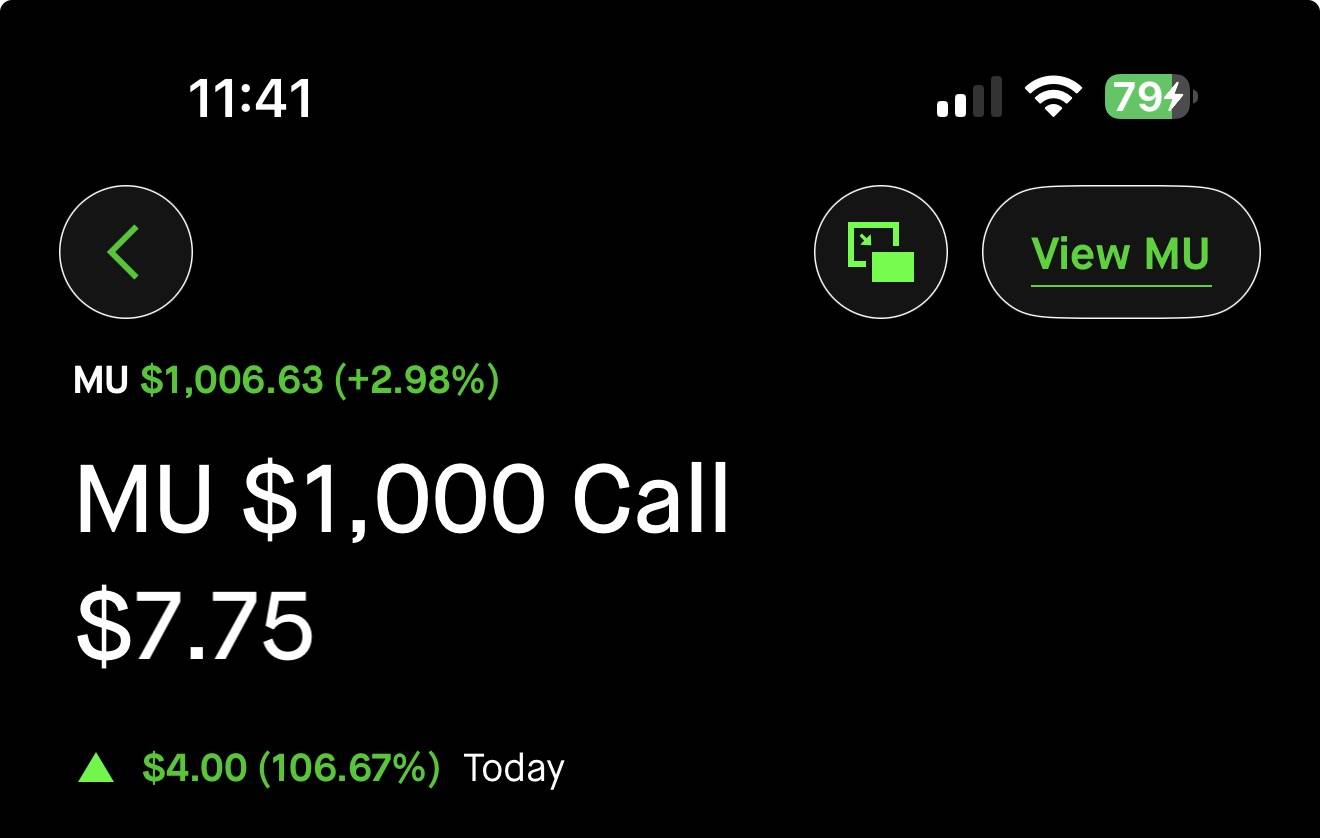 11:41
79
View MU
MU $1,006.63 (+2.98%)
MU $1,000 Call
$7.75
$4.00 (106.67%) Today